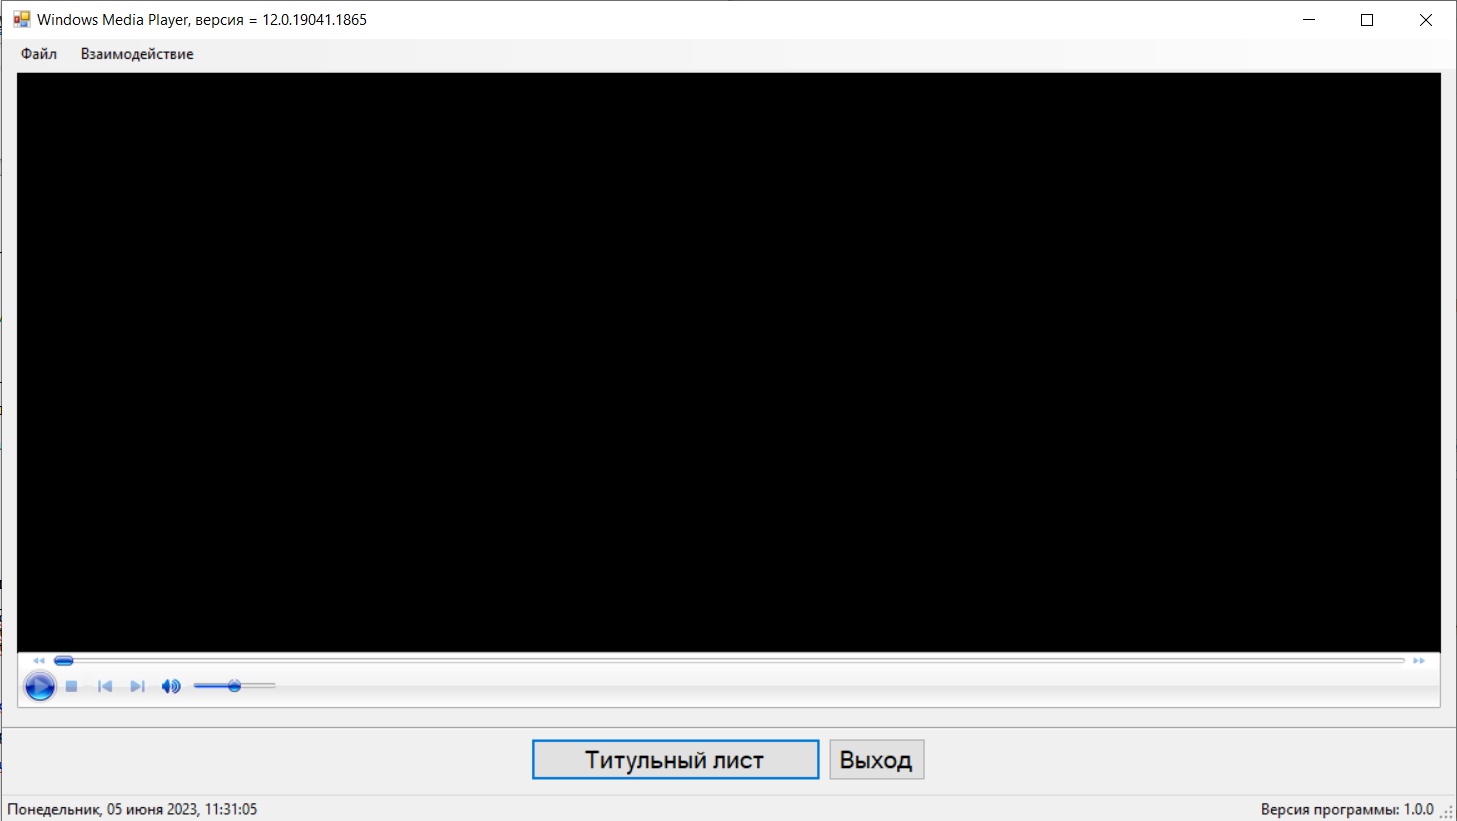 Windows Media Player, версия = 12.0.19041.1865
Файл Взаимодействие
Титульный лист Выход
Понедельник, 05 июня 2023, 11:31:05 Версия программы: 1.0.0